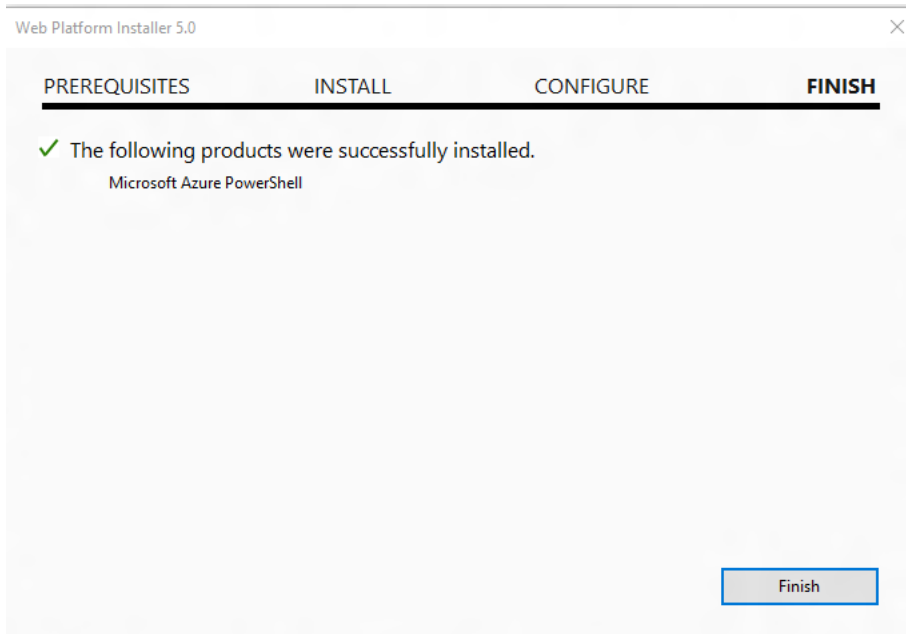 Web Platform Installer 5.0
PREREQUISITES INSTALL CONFIGURE FINISH
The following products were successfully installed.
Microsoft Azure PowerShell
Finish